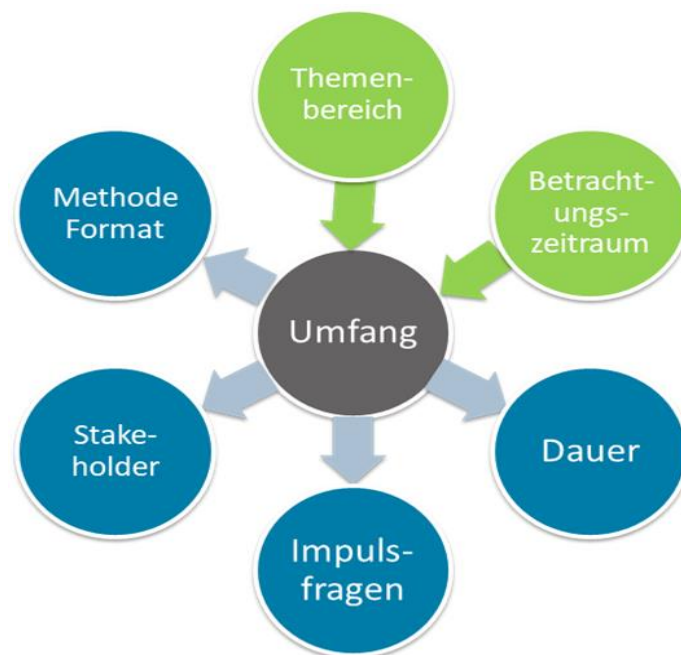 Themen-
bereich
Methode
Format
Betracht-
ungs-
zeitraum
Umfang
Stake-
holder
Dauer
Impuls-
fragen